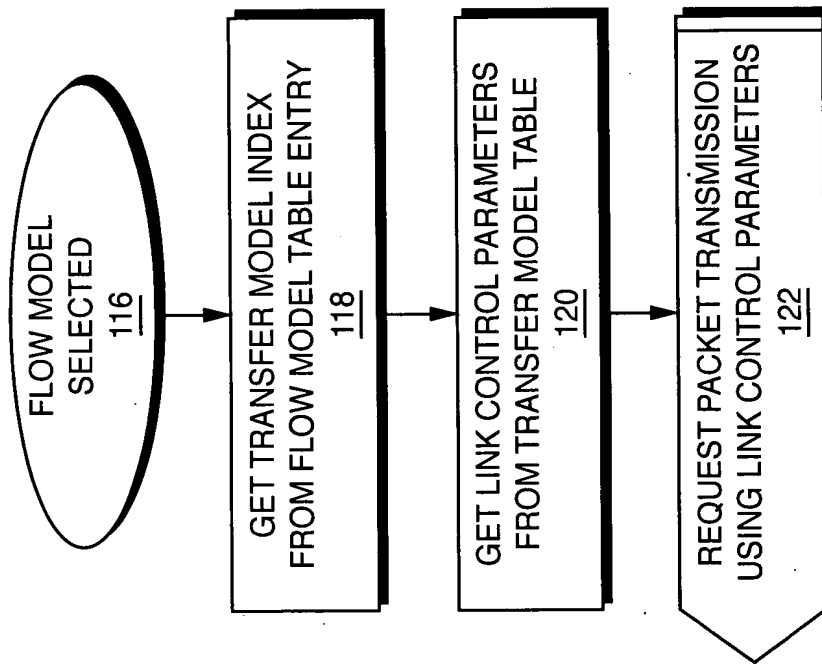 FLOW MODEL
SELECTED
116
GET TRANSFER MODEL INDEX
FROM FLOW MODEL TABLE ENTRY
118
GET LINK CONTROL PARAMETERS
FROM TRANSFER MODEL TABLE
120
REQUEST PACKET TRANSMISSION
USING LINK CONTROL PARAMETERS
122